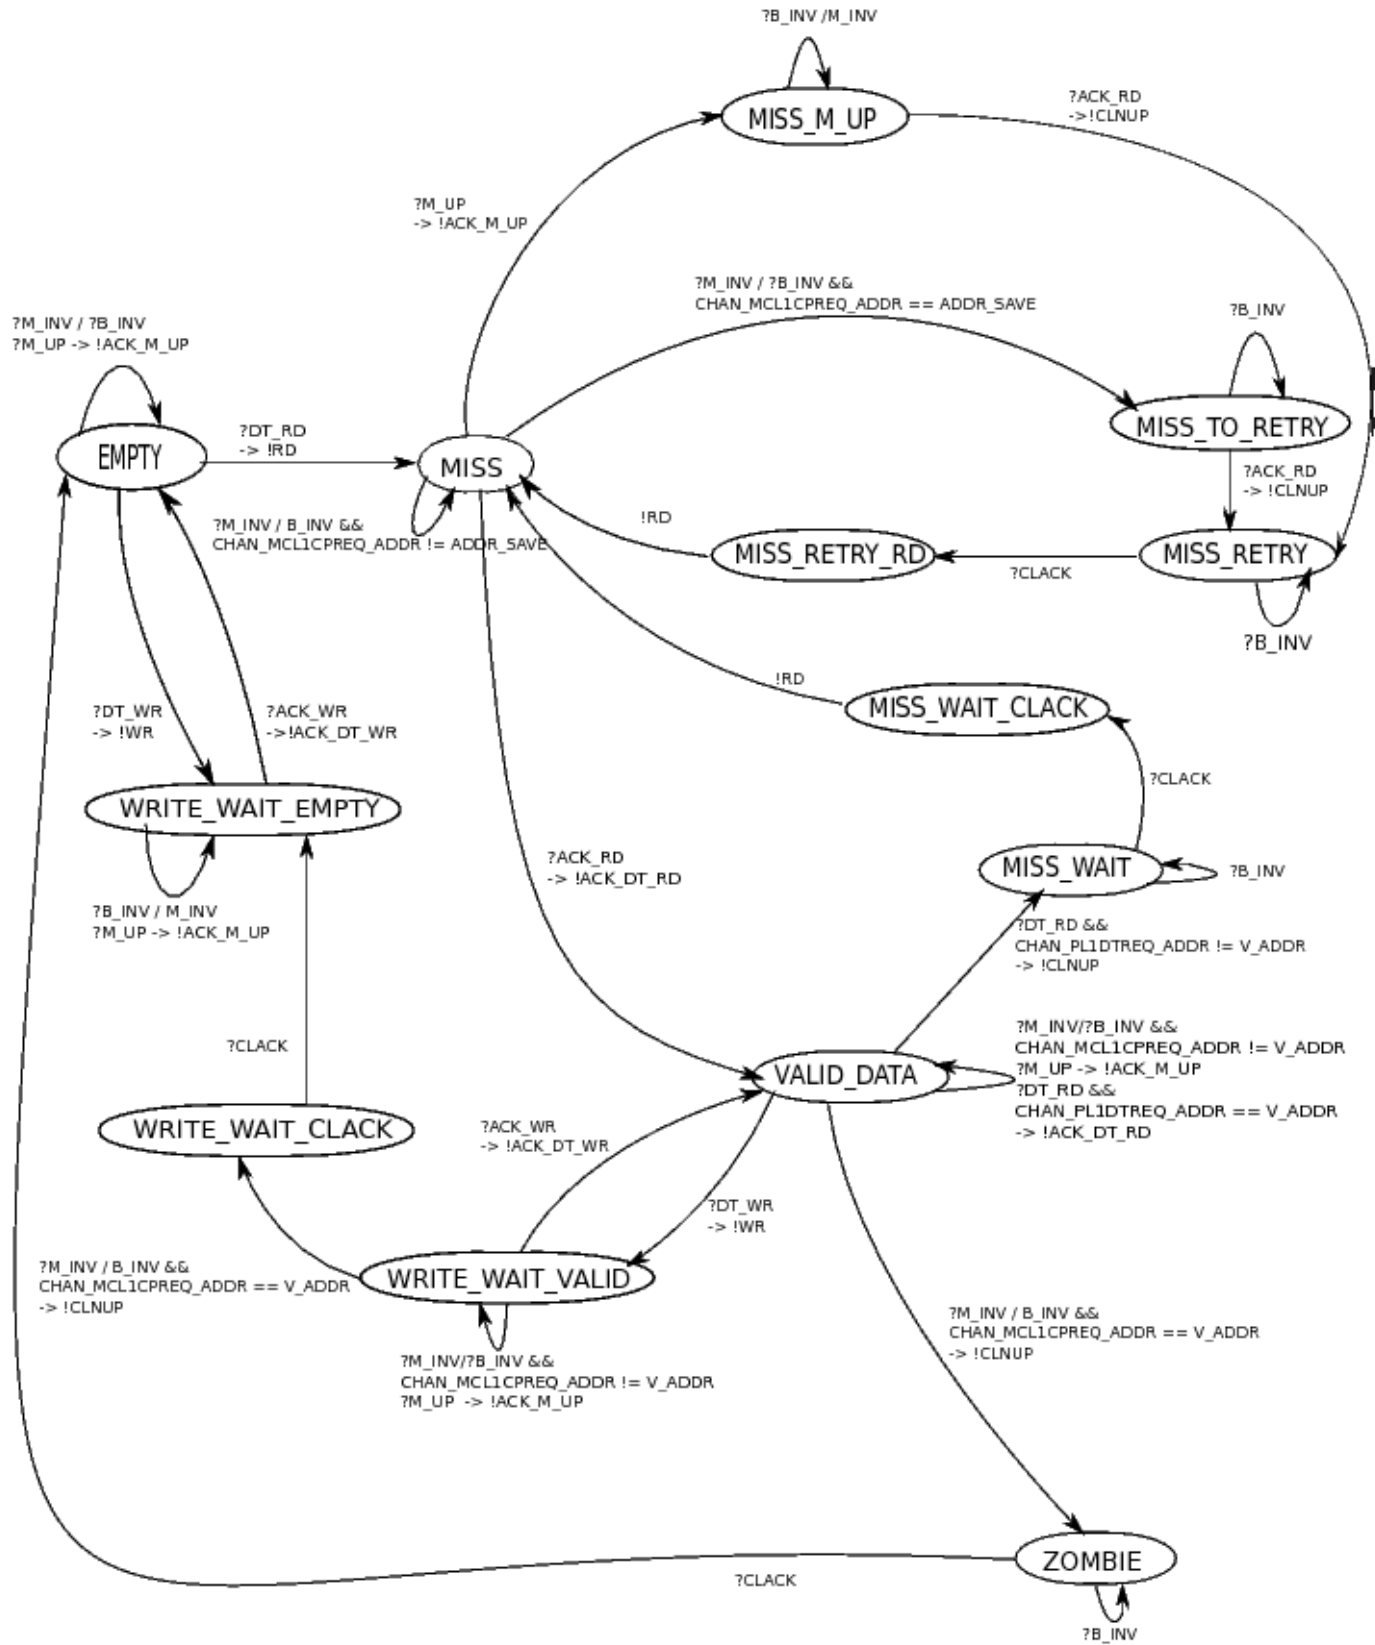 ?B_INV /M_INV
MISS_M_UP
?ACK_RD
->!CLNUP
?M_UP
-> !ACK_M_UP
?M_INV / ?B_INV &&
CHAN_MCL1CPREQ_ADDR == ADDR_SAVE
?B_INV
?M_INV / ?B_INV
?M_UP -> !ACK_M_UP
MISS_TO_RETRY
?DT_RD
-> !RD
EMPTY
MISS
?ACK_RD
-> !CLNUP
?M_INV / B_INV &&
CHAN_MCL1CPREQ_ADDR != ADDR_SAVE
!RD
MISS_RETRY_RD
MISS_RETRY
?CLACK
?B_INV
!RD
MISS_WAIT_CLACK
?DT_WR
-> !WR
?ACK_WR
->!ACK_DT_WR
?CLACK
WRITE_WAIT_EMPTY
?ACK_RD
-> !ACK_DT_RD
MISS_WAIT
?B_INV
?B_INV / M_INV
?M_UP -> !ACK_M_UP
?DT_RD &&
CHAN_PL1DTREQ_ADDR != V_ADDR
-> !CLNUP
?CLACK
?M_INV/?B_INV &&
CHAN_MCL1CPREQ_ADDR != V_ADDR
?M_UP -> !ACK_M_UP
?DT_RD &&
CHAN_PL1DTREQ_ADDR == V_ADDR
-> !ACK_DT_RD
VALID_DATA
WRITE_WAIT_CLACK
?ACK_WR
-> !ACK_DT_WR
?DT_WR
-> !WR
?M_INV / B_INV &&
CHAN_MCL1CPREQ_ADDR == V_ADDR
-> !CLNUP
WRITE_WAIT_VALID
?M_INV / B_INV &&
CHAN_MCL1CPREQ_ADDR == V_ADDR
-> !CLNUP
?M_INV/?B_INV &&
CHAN_MCL1CPREQ_ADDR != V_ADDR
?M_UP -> !ACK_M_UP
ZOMBIE
?CLACK
?B_INV